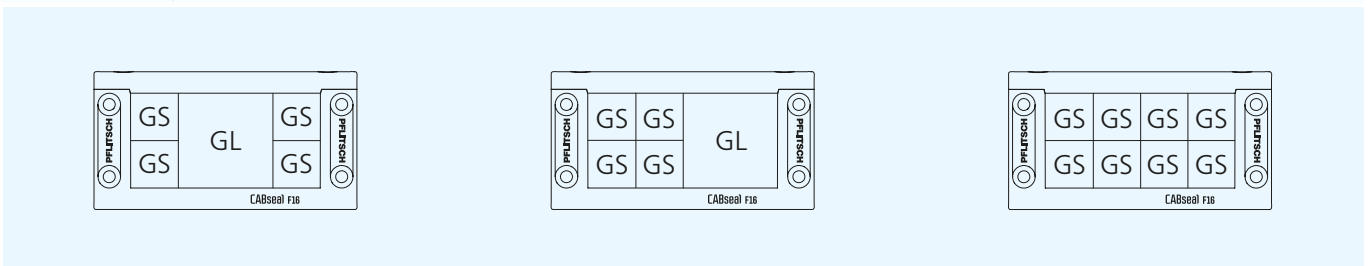 PFLITSCH GS GL GS PFLITSCH
GS GS
CABseal F16
PFLITSCH GS GS GL PFLITSCH
GS GS
CABseal F16
PFLITSCH GS GS GS GS PFLITSCH
GS GS GS GS
CABseal F16